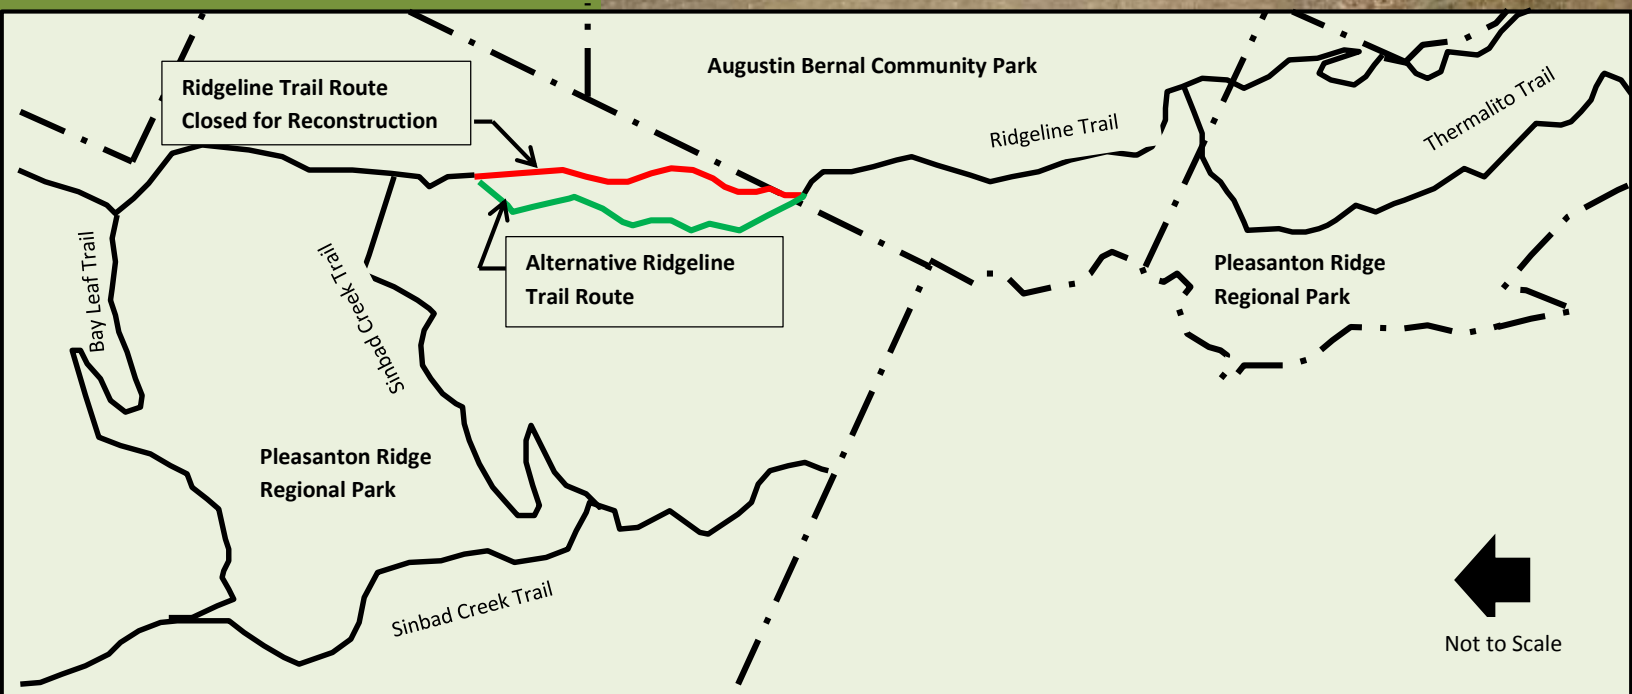 Augustin Bernal Community Park
Ridgeline Trail Route
Closed for Reconstruction
Ridgeline Trail
Thermalito Trail
Bay Leaf Trail
Sinbad Creek Trail
Alternative Ridgeline
Trail Route
Pleasanton Ridge
Regional Park
Pleasanton Ridge
Regional Park
Sinbad Creek Trail
Not to Scale